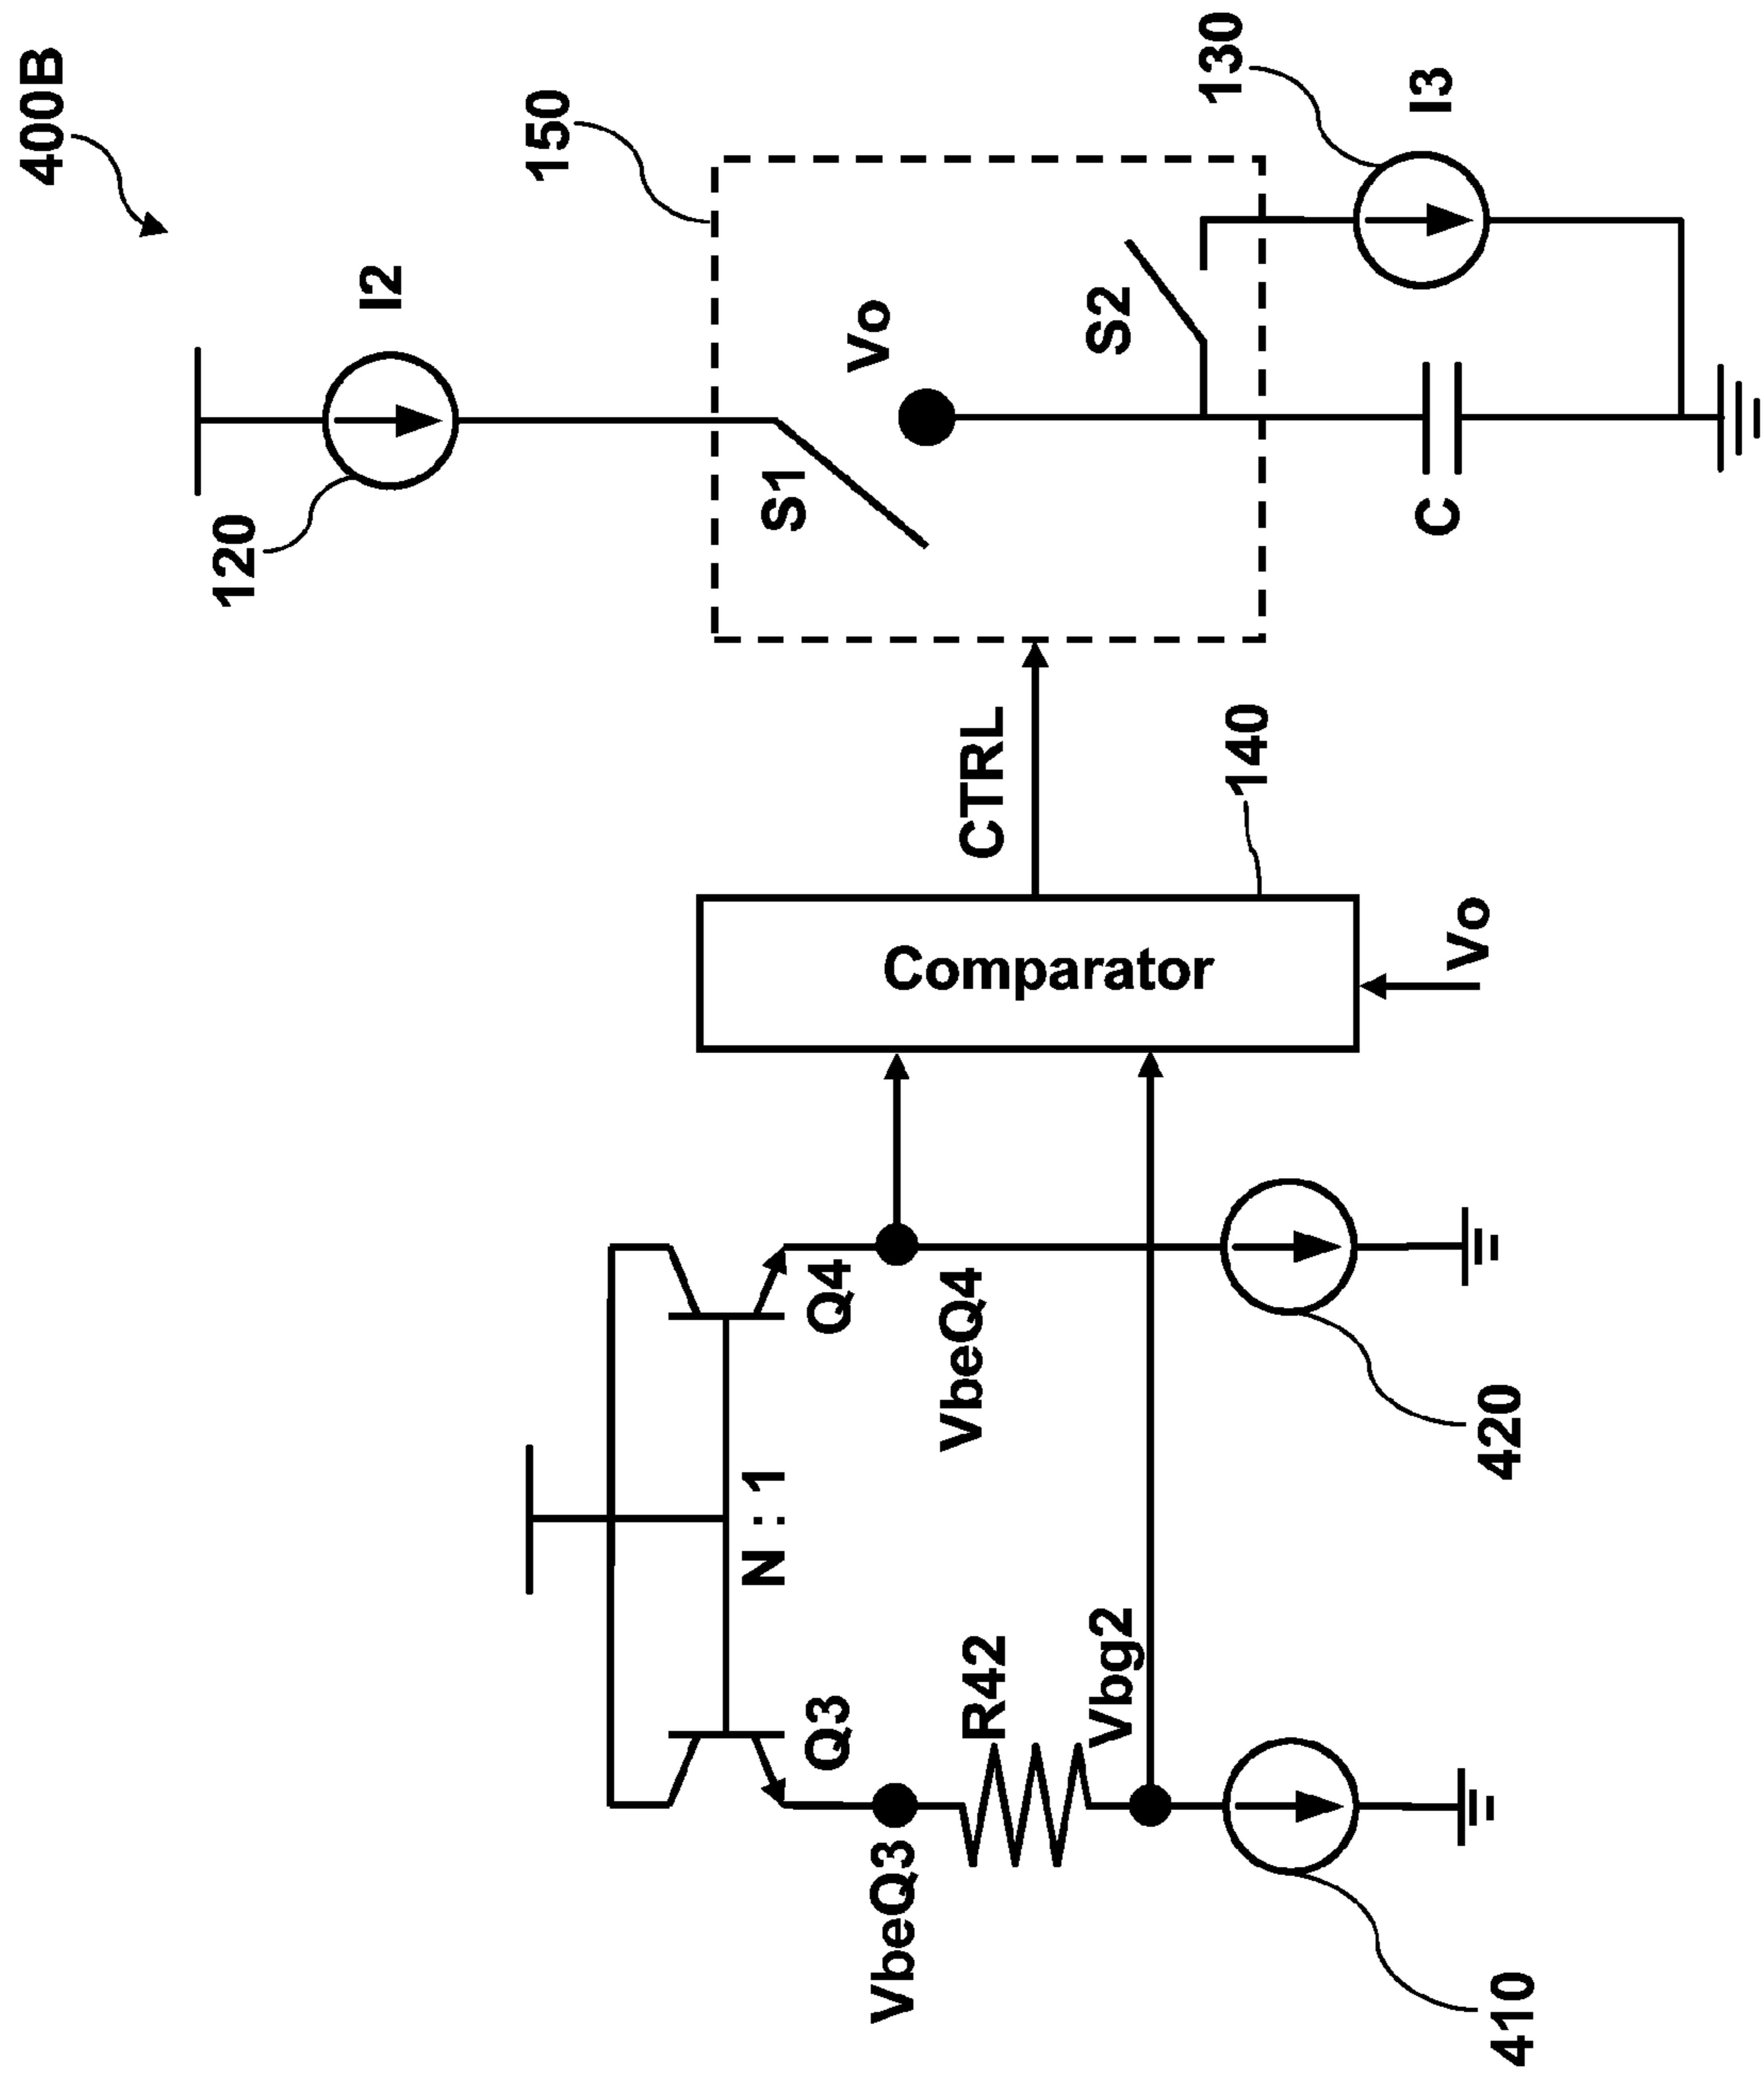 400B
120
I2
150
S1
Vo
S2
130
I3
C
CTRL
140
Comparator
Vo
Q4
VbeQ4
420
N : 1
Q3
VbeQ3
R42
Vbg2
410